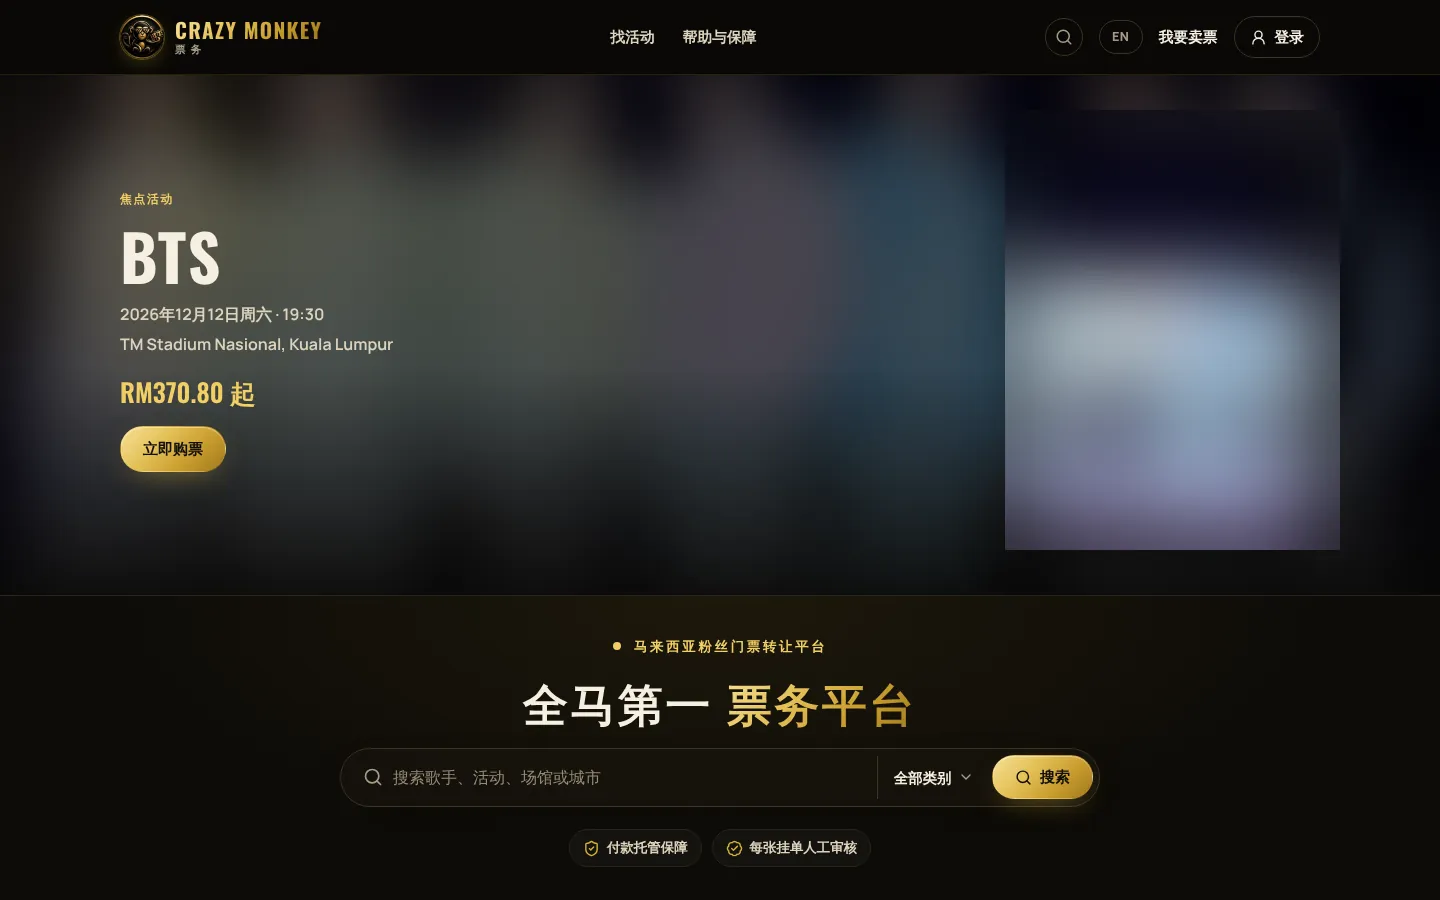 CRAZY MONKEY
票务
找活动
帮助与保障
EN
我要卖票
登录
焦点活动
BTS
2026年12月12日周六 · 19:30
TM Stadium Nasional, Kuala Lumpur
RM370.80 起
立即购票
马来西亚粉丝门票转让平台
全马第一 票务平台
搜索歌手、活动、场馆或城市
全部类别
搜索
付款托管保障
每张挂单人工审核